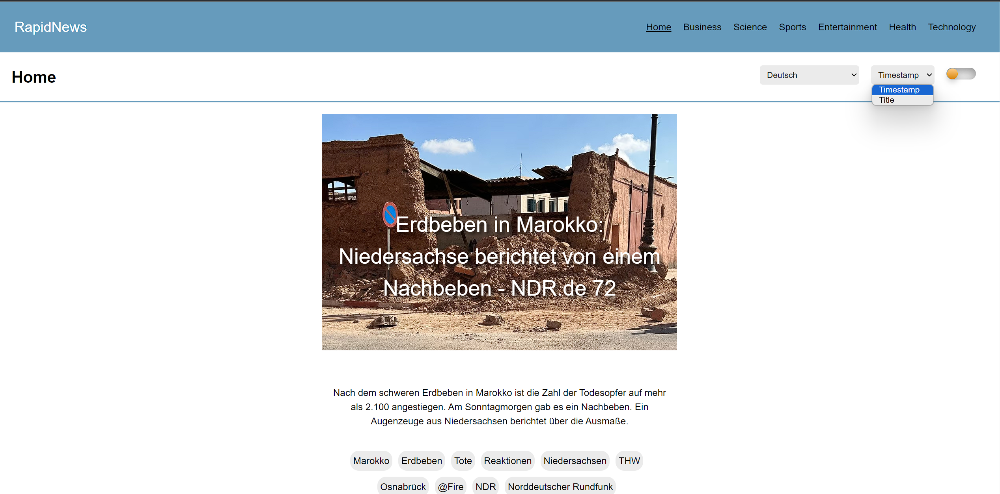 RapidNews
Home Business Science Sports Entertainment Health Technology
Home
Deutsch
Timestamp
Timestamp
Title
Erdbeben in Marokko:
Niedersachse berichtet von einem
Nachbeben - NDR.de 72
Nach dem schweren Erdbeben in Marokko ist die Zahl der Todesopfer auf mehr
als 2.100 angestiegen. Am Sonntagmorgen gab es ein Nachbeben. Ein
Augenzeuge aus Niedersachsen berichtet über die Ausmaße.
Marokko Erdbeben Tote Reaktionen Niedersachsen THW
Osnabrück @Fire NDR Norddeutscher Rundfunk